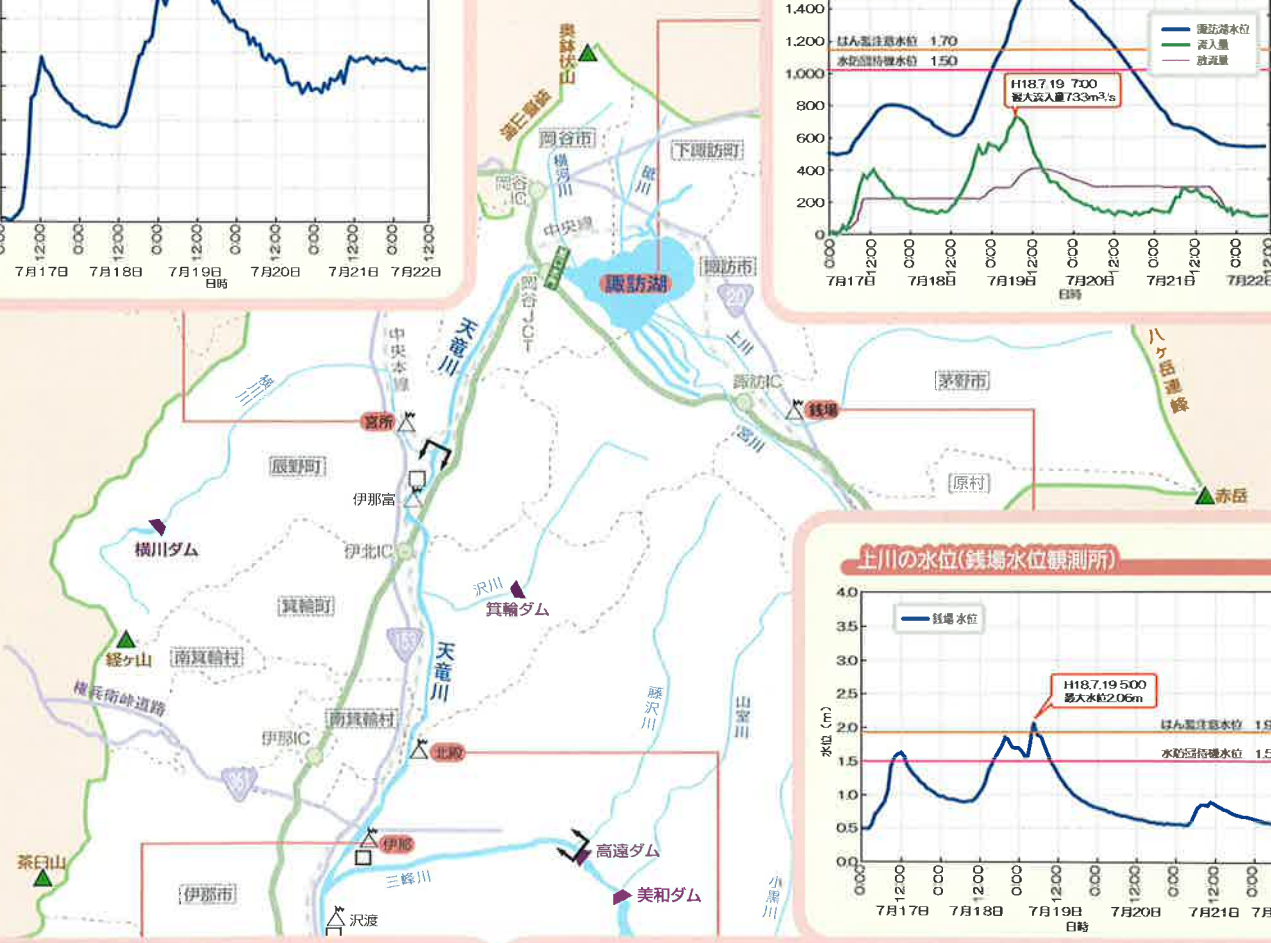 0:00
12:00
0:00
12:00
0:00
12:00
0:00
12:00
0:00
12:00
0:00
12:00
7月17日
7月18日
7月19日
7月20日
7月21日
7月22日
日時
1,400
1,200
1,000
800
600
400
200
0
はん濫注意水位 1.70
水防団待機水位 1.50
諏訪湖水位
流入量
放流量
H18.7.19 7:00
最大流入量733m³/s
0:00
12:00
0:00
12:00
0:00
12:00
0:00
12:00
0:00
12:00
0:00
7月17日
7月18日
7月19日
7月20日
7月21日
7月22日
日時
奥鉢伏山
岡谷市
横河川
砥川
下諏訪町
岡谷IC
中央線
諏訪湖
諏訪市
20
岡谷JCT
天竜川
中央本線
上川
諏訪IC
銭場
茅野市
八ヶ岳連峰
宮川
原村
赤岳
横川
宮所
辰野町
伊那富
横川ダム
伊北IC
沢川
箕輪ダム
箕輪町
153
天竜川
経ヶ山
南箕輪村
権兵衛峠道路
南箕輪村
藤沢川
山室川
伊那IC
北殿
361
伊那
高遠ダム
茶臼山
三峰川
美和ダム
伊那市
小黒川
沢渡
上川の水位(銭場水位観測所)
銭場 水位
水位(m)
4.0
3.5
3.0
2.5
2.0
1.5
1.0
0.5
0.0
H18.7.19 5:00
最大水位2.06m
はん濫注意水位 1.9
水防団待機水位 1.5
0:00
12:00
0:00
12:00
0:00
12:00
0:00
12:00
0:00
12:00
0:00
7月17日
7月18日
7月19日
7月20日
7月21日
7月
日時